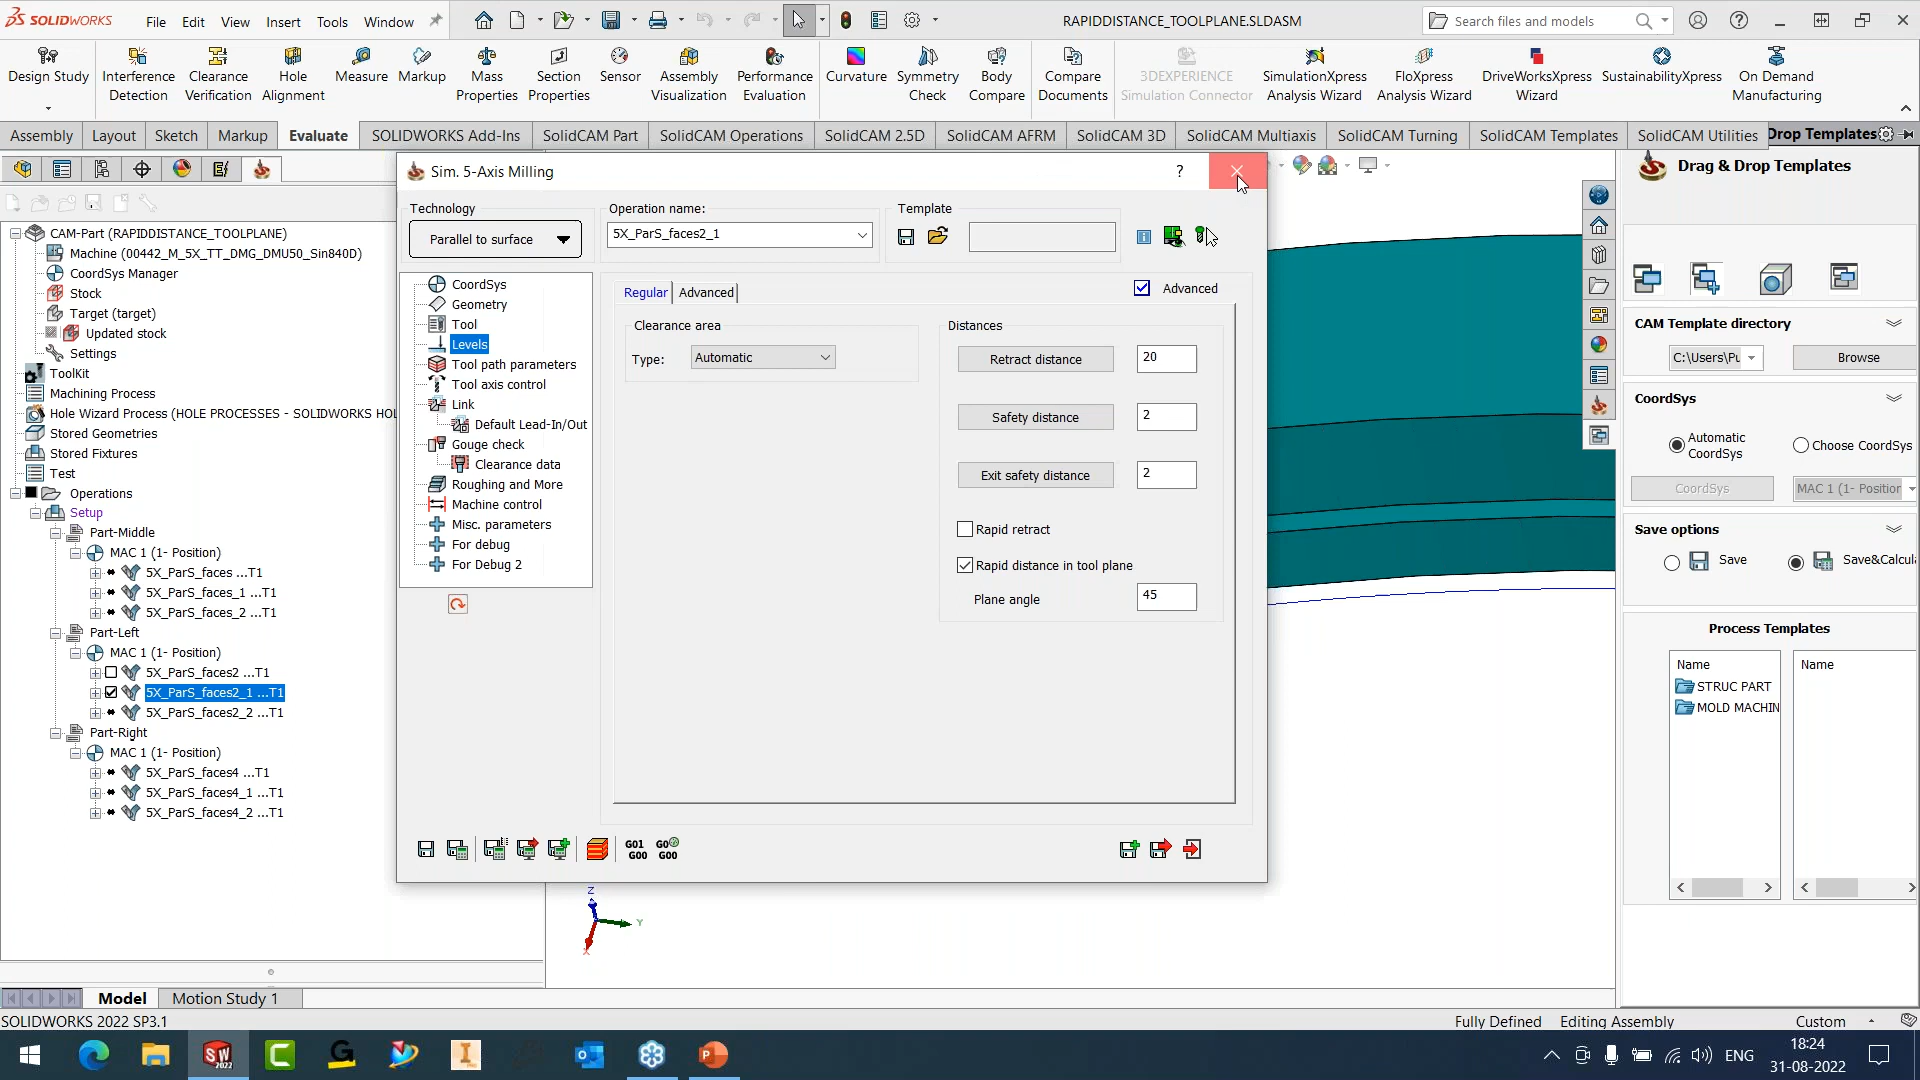 SOLIDWORKS File Edit View Insert Tools Window RAPIDDISTANCE_TOOLPLANE.SLDASM Search files and models
Design Study
Interference Detection
Clearance Verification
Hole Alignment
Measure
Markup
Mass Properties
Section Properties
Sensor
Assembly Visualization
Performance Evaluation
Curvature
Symmetry Check
Body Compare
Compare Documents
3DEXPERIENCE Simulation Connector
SimulationXpress Analysis Wizard
FloXpress Analysis Wizard
DriveWorksXpress Wizard
SustainabilityXpress
On Demand Manufacturing
Assembly Layout Sketch Markup Evaluate SOLIDWORKS Add-Ins SolidCAM Part SolidCAM Operations SolidCAM 2.5D SolidCAM AFRM SolidCAM 3D SolidCAM Multiaxis SolidCAM Turning SolidCAM Templates SolidCAM Utilities Drop Templates
CAM-Part (RAPIDDISTANCE_TOOLPLANE)
Machine (00442_M_5X_TT_DMG_DMU50_Sin840D)
CoordSys Manager
Stock
Target (target)
Updated stock
Settings
ToolKit
Machining Process
Hole Wizard Process (HOLE PROCESSES - SOLIDWORKS HOL
Stored Geometries
Stored Fixtures
Test
Operations
Setup
Part-Middle
MAC 1 (1- Position)
5X_ParS_faces ...T1
5X_ParS_faces_1 ...T1
5X_ParS_faces_2 ...T1
Part-Left
MAC 1 (1- Position)
5X_ParS_faces2 ...T1
5X_ParS_faces2_1 ...T1
5X_ParS_faces2_2 ...T1
Part-Right
MAC 1 (1- Position)
5X_ParS_faces4 ...T1
5X_ParS_faces4_1 ...T1
5X_ParS_faces4_2 ...T1
Sim. 5-Axis Milling ?
Technology
Parallel to surface
Operation name:
5X_ParS_faces2_1
Template
CoordSys
Geometry
Tool
Levels
Tool path parameters
Tool axis control
Link
Default Lead-In/Out
Gouge check
Clearance data
Roughing and More
Machine control
Misc. parameters
For debug
For Debug 2
Regular Advanced
Advanced
Clearance area
Type: Automatic
Distances
Retract distance 20
Safety distance 2
Exit safety distance 2
Rapid retract
Rapid distance in tool plane
Plane angle 45
G01 G00
G0 G00
Z
Y
X
Drag & Drop Templates
CAM Template directory
C:\Users\Pu Browse
CoordSys
Automatic CoordSys
Choose CoordSys
CoordSys MAC 1 (1- Position
Save options
Save Save&Calcula
Process Templates
Name Name
STRUC PART
MOLD MACHIN
Model Motion Study 1
SOLIDWORKS 2022 SP3.1 Fully Defined Editing Assembly Custom
SW 2022
ENG
18:24
31-08-2022